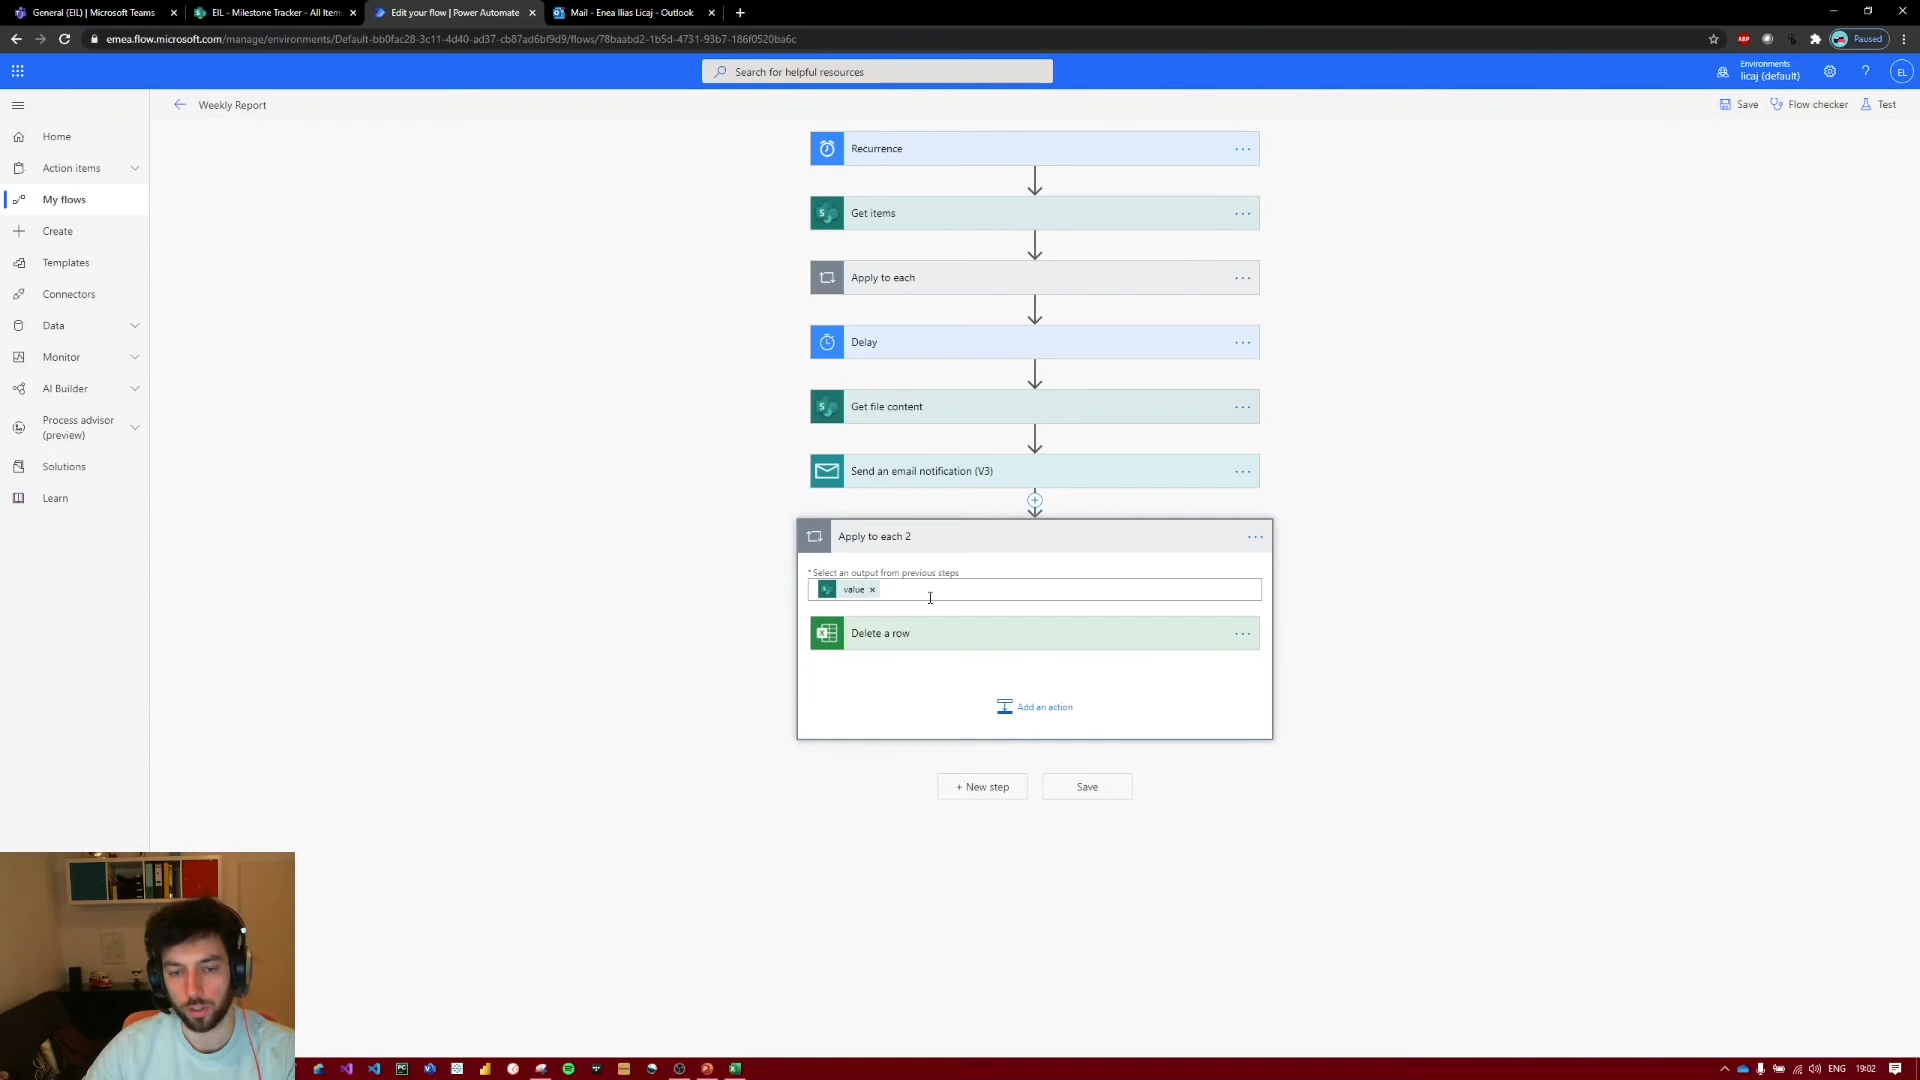 General (EIL) | Microsoft Teams
EIL - Milestone Tracker - All Item
Edit your flow | Power Automate
Mail - Enea Ilias Licaj - Outlook
emea.flow.microsoft.com/manage/environments/Default-bb0fac28-3c11-4d40-ad37-cb87ad6bf9d9/flows/78baabd2-1b5d-4731-93b7-186f0520ba6c
ABP
Paused
Search for helpful resources
Environments
licaj (default)
EL
Weekly Report
Save
Flow checker
Test
Home
Action items
My flows
Create
Templates
Connectors
Data
Monitor
AI Builder
Process advisor
(preview)
Solutions
Learn
Recurrence
Get items
Apply to each
Delay
Get file content
Send an email notification (V3)
Apply to each 2
* Select an output from previous steps
value
Delete a row
Add an action
+ New step
Save
ENG
19:02